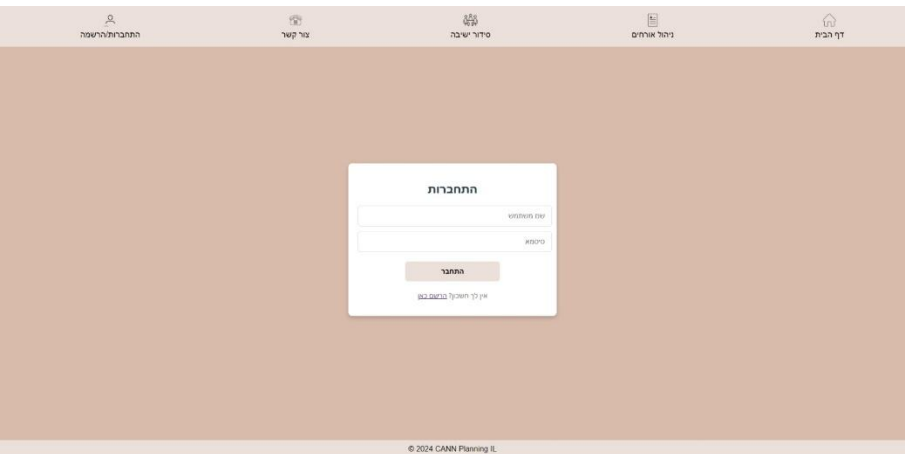 דף הבית
ניהול אורחים
סידור ישיבה
צור קשר
התחברות/הרשמה
התחברות
שם משתמש
סיסמא
התחבר
אין לך חשבון? הרשם כאן
© 2024 CANN Planning IL